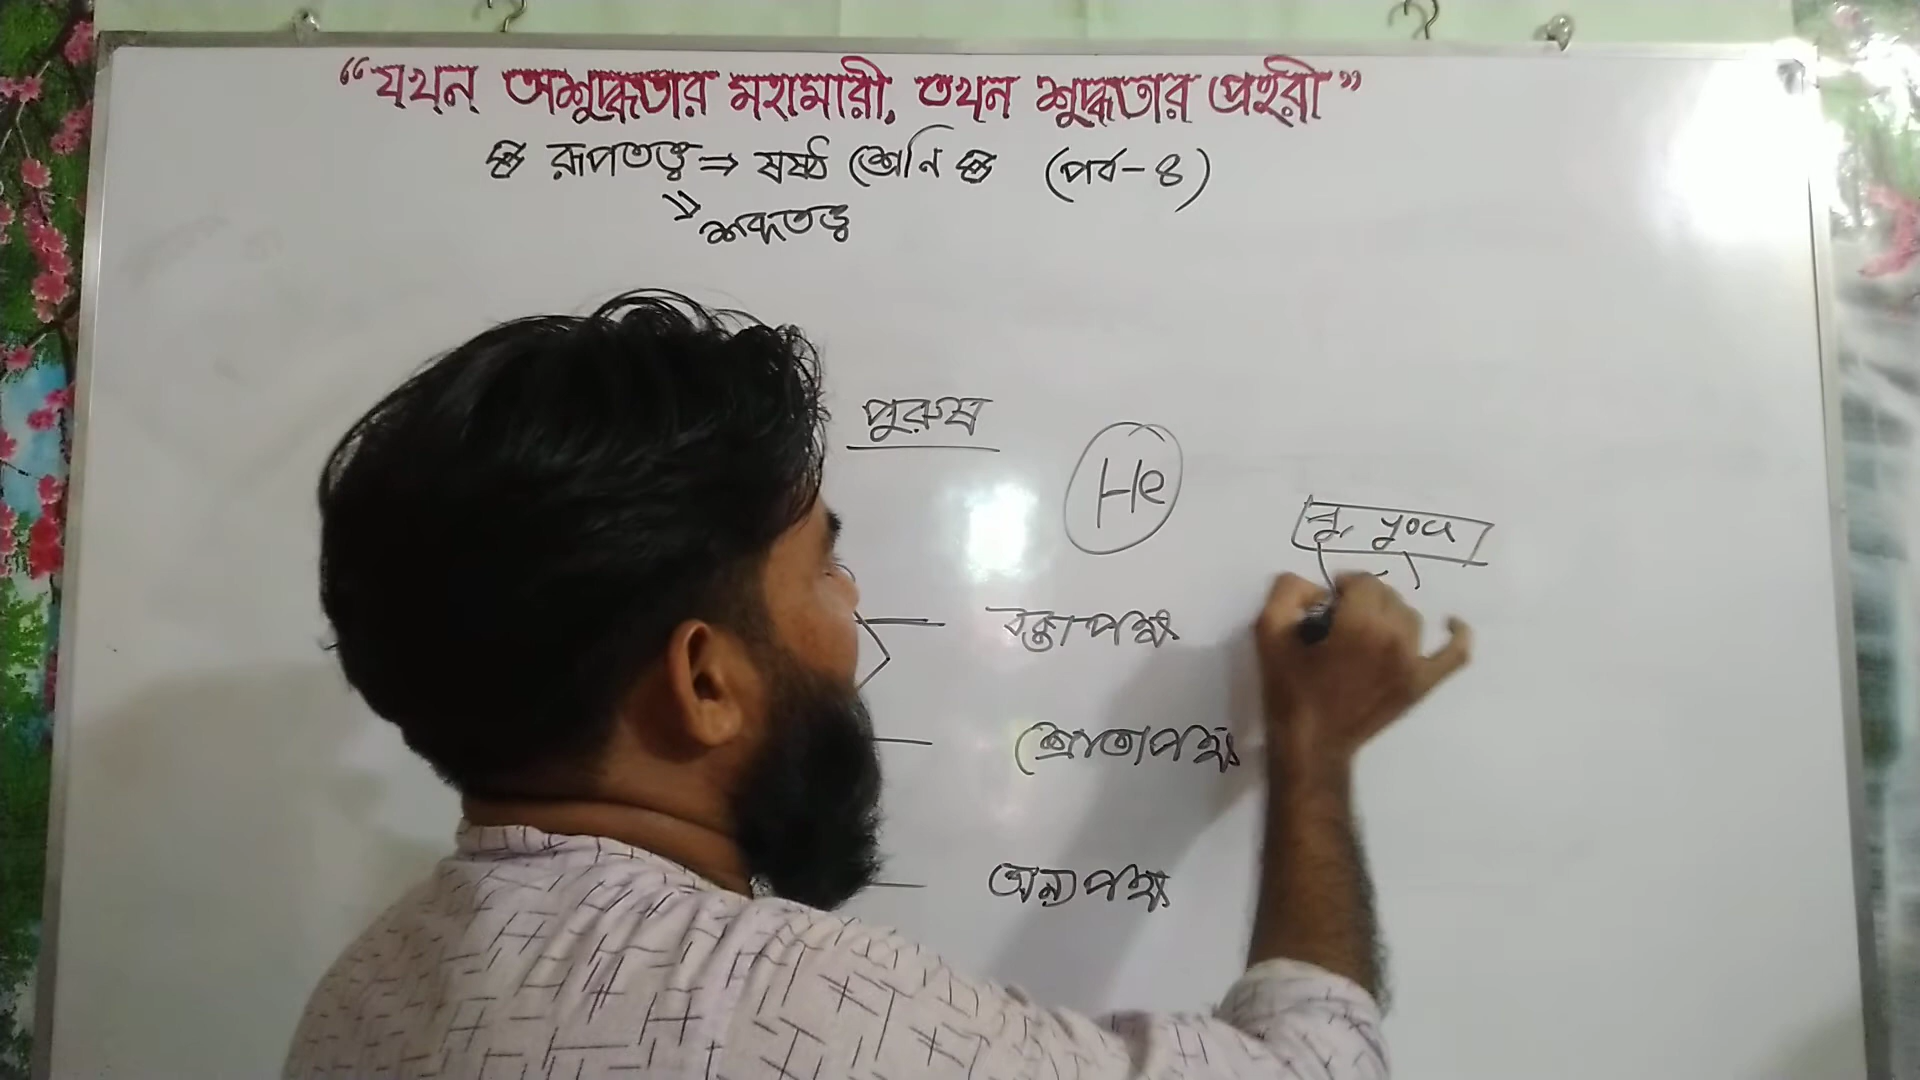 “যখন অশুদ্ধতার মহামারী, তখন শুদ্ধতার প্রহরী”
রূপতত্ত্ব ⇒ ষষ্ঠ শ্রেণি (পর্ব-৪)
শব্দতত্ত্ব
পুরুষ
He
you
বক্তাপক্ষ
শ্রোতাপক্ষ
অন্যপক্ষ